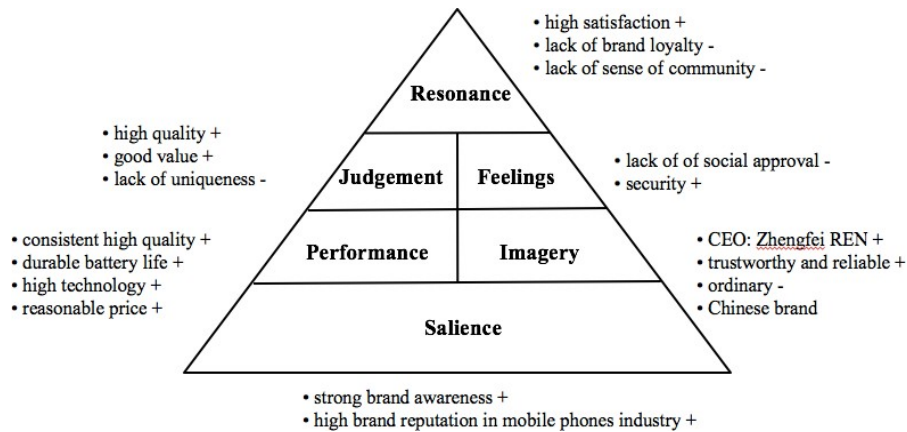 • high satisfaction +
• lack of brand loyalty -
• lack of sense of community -
Resonance
• high quality +
• good value +
• lack of uniqueness -
Judgement
Feelings
• lack of of social approval -
• security +
• consistent high quality +
• durable battery life +
• high technology +
• reasonable price +
Performance
Imagery
• CEO: Zhengfei REN +
• trustworthy and reliable +
• ordinary -
• Chinese brand
Salience
• strong brand awareness +
• high brand reputation in mobile phones industry +